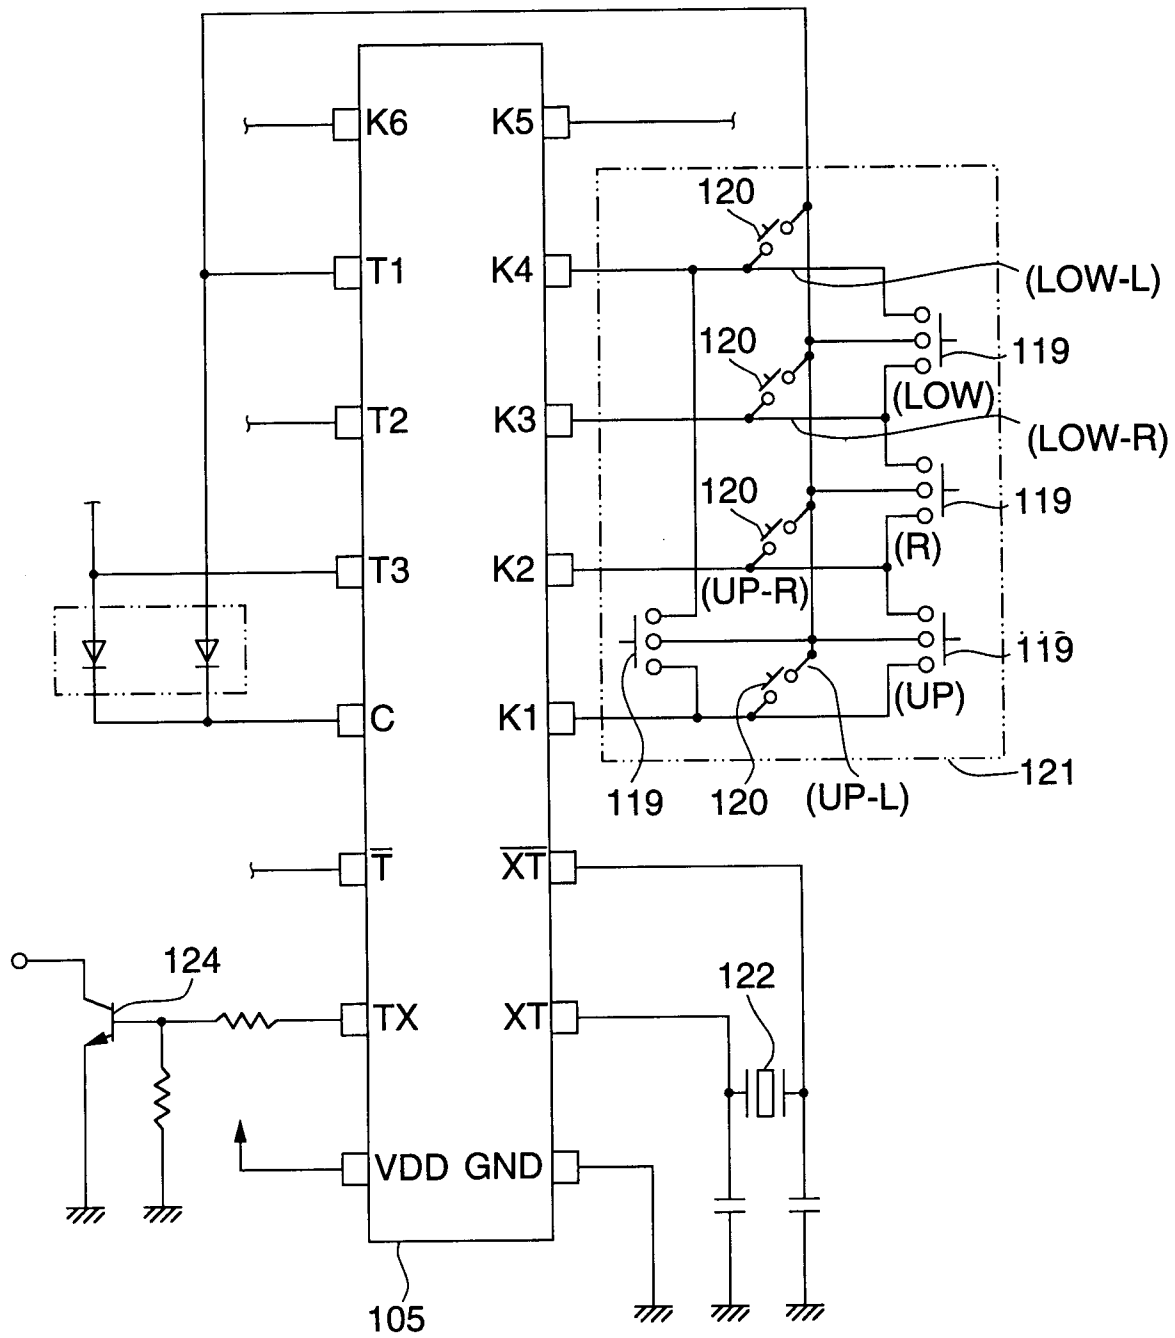 K6 K5
120
T1 K4
(LOW-L)
120
119
(LOW)
T2 K3
(LOW-R)
120
119
(R)
T3 K2
(UP-R)
119
(UP)
C K1
121
119 120 (UP-L)
T̅ X̅T̅
124
122
TX XT
VDD GND
105